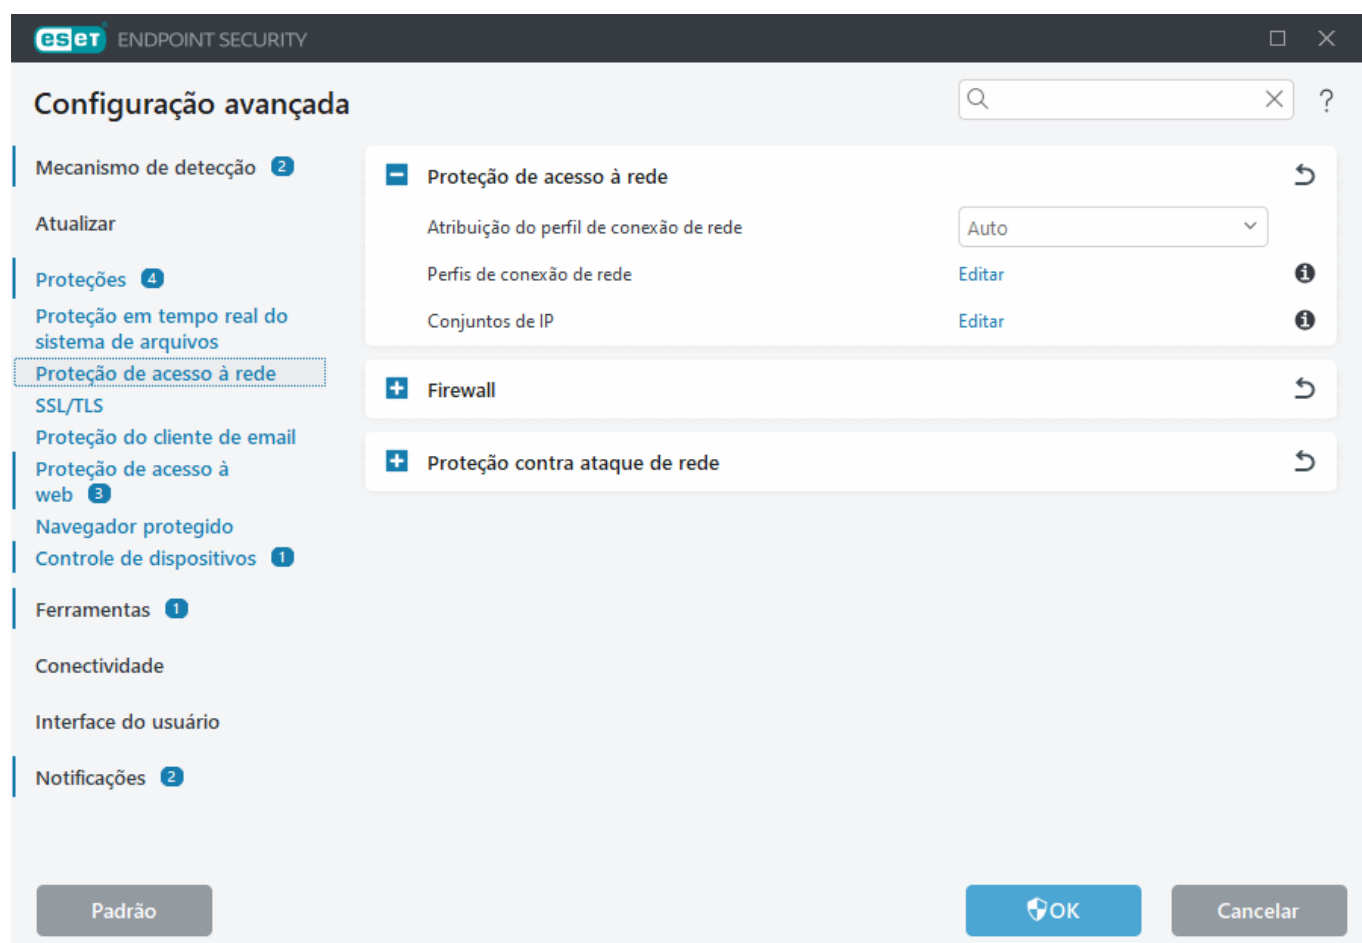 eset ENDPOINT SECURITY
Configuração avançada
?
Mecanismo de detecção 2
Atualizar
Proteções 4
Proteção em tempo real do
sistema de arquivos
Proteção de acesso à rede
SSL/TLS
Proteção do cliente de email
Proteção de acesso à
web 3
Navegador protegido
Controle de dispositivos 1
Ferramentas 1
Conectividade
Interface do usuário
Notificações 2
Proteção de acesso à rede
Atribuição do perfil de conexão de rede Auto
Perfis de conexão de rede Editar
Conjuntos de IP Editar
Firewall
Proteção contra ataque de rede
Padrão
OK
Cancelar